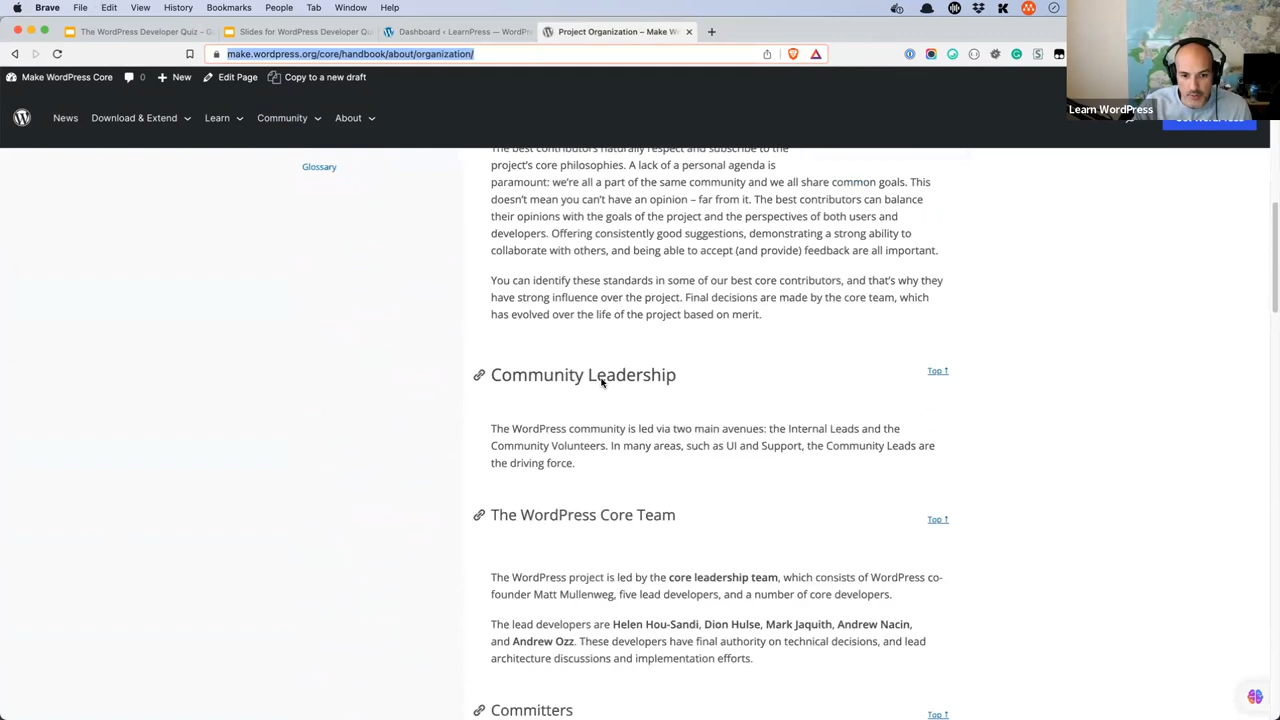 Brave File Edit View History Bookmarks People Tab Window Help
The WordPress Developer Quiz - G
Slides for WordPress Developer Qu
Dashboard ‹ LearnPress — WordPr
Project Organization – Make W
make.wordpress.org/core/handbook/about/organization/
Make WordPress Core 0 New Edit Page Copy to a new draft
Learn WordPress
News Download & Extend Learn Community About
Glossary
The best contributors naturally respect and subscribe to the
project's core philosophies. A lack of a personal agenda is
paramount: we're all a part of the same community and we all share common goals. This
doesn't mean you can't have an opinion – far from it. The best contributors can balance
their opinions with the goals of the project and the perspectives of both users and
developers. Offering consistently good suggestions, demonstrating a strong ability to
collaborate with others, and being able to accept (and provide) feedback are all important.
You can identify these standards in some of our best core contributors, and that's why they
have strong influence over the project. Final decisions are made by the core team, which
has evolved over the life of the project based on merit.
Community Leadership
Top ↑
The WordPress community is led via two main avenues: the Internal Leads and the
Community Volunteers. In many areas, such as UI and Support, the Community Leads are
the driving force.
The WordPress Core Team
Top ↑
The WordPress project is led by the core leadership team, which consists of WordPress co-
founder Matt Mullenweg, five lead developers, and a number of core developers.
The lead developers are Helen Hou-Sandi, Dion Hulse, Mark Jaquith, Andrew Nacin,
and Andrew Ozz. These developers have final authority on technical decisions, and lead
architecture discussions and implementation efforts.
Committers
Top ↑